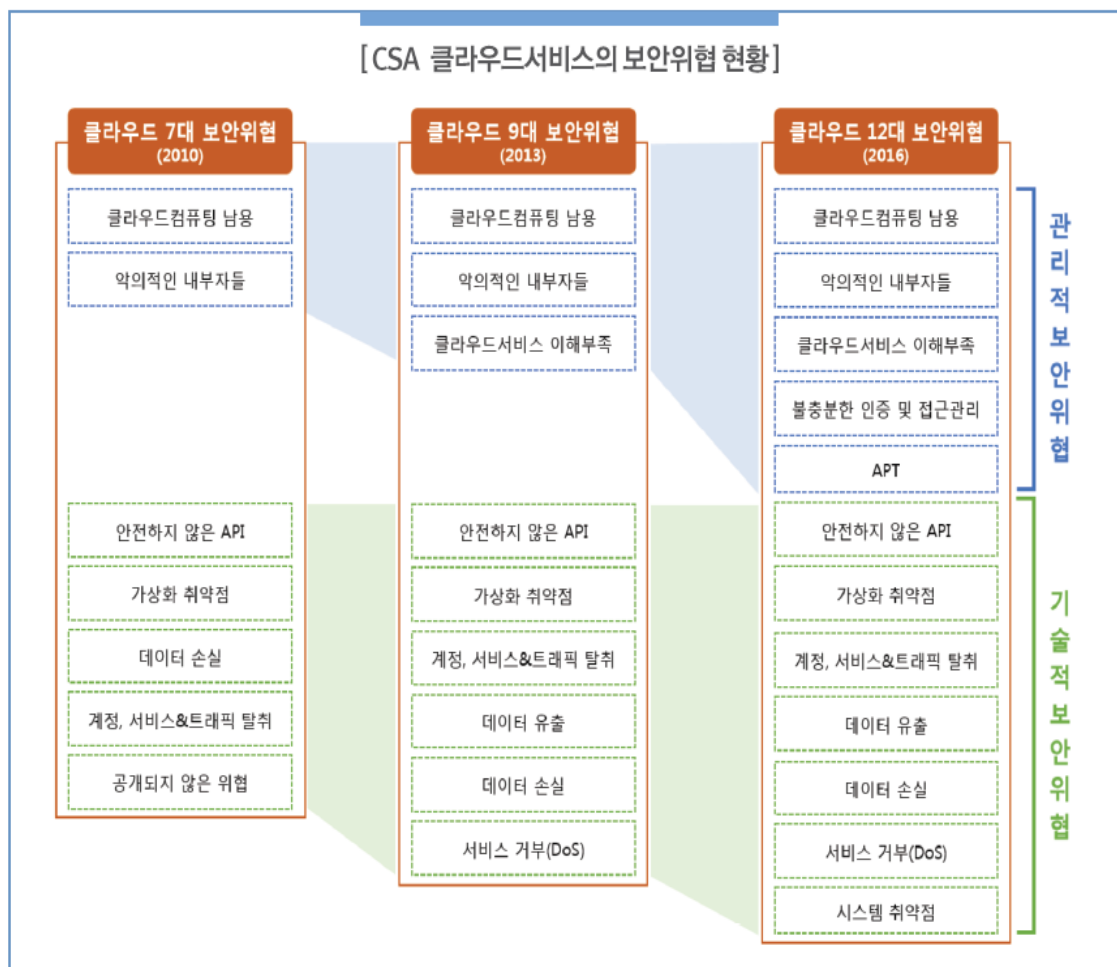 [ CSA 클라우드서비스의 보안위협 현황 ]
클라우드 7대 보안위협
(2010)
클라우드컴퓨팅 남용
악의적인 내부자들
안전하지 않은 API
가상화 취약점
데이터 손실
계정, 서비스&트래픽 탈취
공개되지 않은 위협
클라우드 9대 보안위협
(2013)
클라우드컴퓨팅 남용
악의적인 내부자들
클라우드서비스 이해부족
안전하지 않은 API
가상화 취약점
계정, 서비스&트래픽 탈취
데이터 유출
데이터 손실
서비스 거부(DoS)
클라우드 12대 보안위협
(2016)
클라우드컴퓨팅 남용
악의적인 내부자들
클라우드서비스 이해부족
불충분한 인증 및 접근관리
APT
안전하지 않은 API
가상화 취약점
계정, 서비스&트래픽 탈취
데이터 유출
데이터 손실
서비스 거부(DoS)
시스템 취약점
관리적보안위협
기술적보안위협